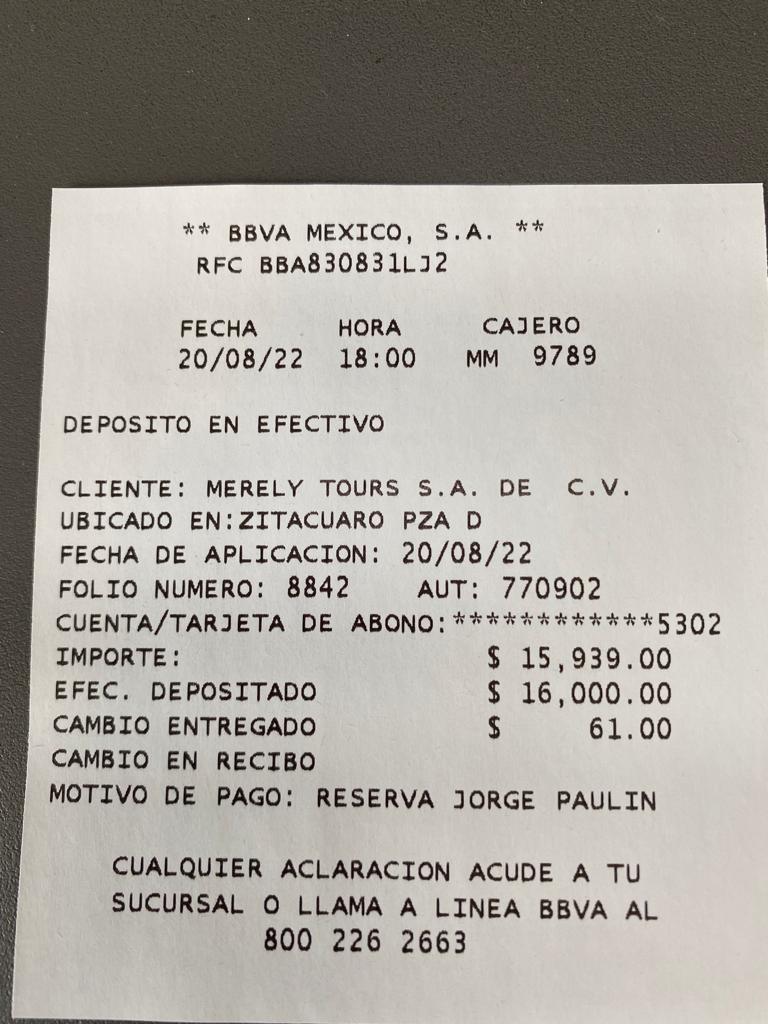 ** BBVA MEXICO, S.A. **
RFC BBA830831LJ2
FECHA HORA CAJERO
20/08/22 18:00 MM 9789
DEPOSITO EN EFECTIVO
CLIENTE: MERELY TOURS S.A. DE C.V.
UBICADO EN:ZITACUARO PZA D
FECHA DE APLICACION: 20/08/22
FOLIO NUMERO: 8842 AUT: 770902
CUENTA/TARJETA DE ABONO:************5302
IMPORTE: $ 15,939.00
EFEC. DEPOSITADO $ 16,000.00
CAMBIO ENTREGADO $ 61.00
CAMBIO EN RECIBO
MOTIVO DE PAGO: RESERVA JORGE PAULIN
CUALQUIER ACLARACION ACUDE A TU
SUCURSAL O LLAMA A LINEA BBVA AL
800 226 2663